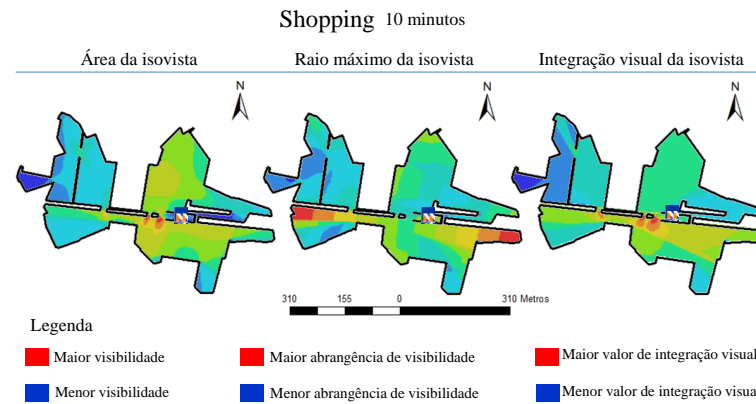 Shopping 10 minutos
Área da isovista
Raio máximo da isovista
Integração visual da isovista
N
N
N
310 155 0 310 Metros
Legenda
Maior visibilidade
Maior abrangência de visibilidade
Maior valor de integração visual
Menor visibilidade
Menor abrangência de visibilidade
Menor valor de integração visual